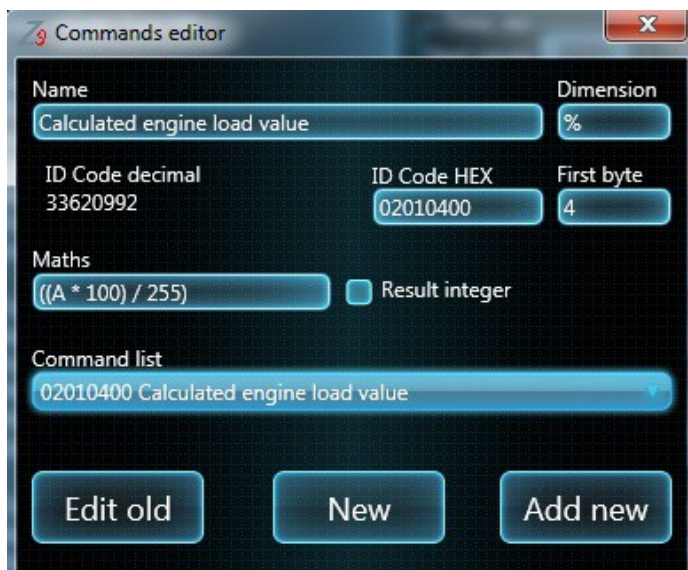 Z9 Commands editor
x
Name Dimension
Calculated engine load value %
ID Code decimal ID Code HEX First byte
33620992 02010400 4
Maths
((A * 100) / 255) Result integer
Command list
02010400 Calculated engine load value
Edit old New Add new